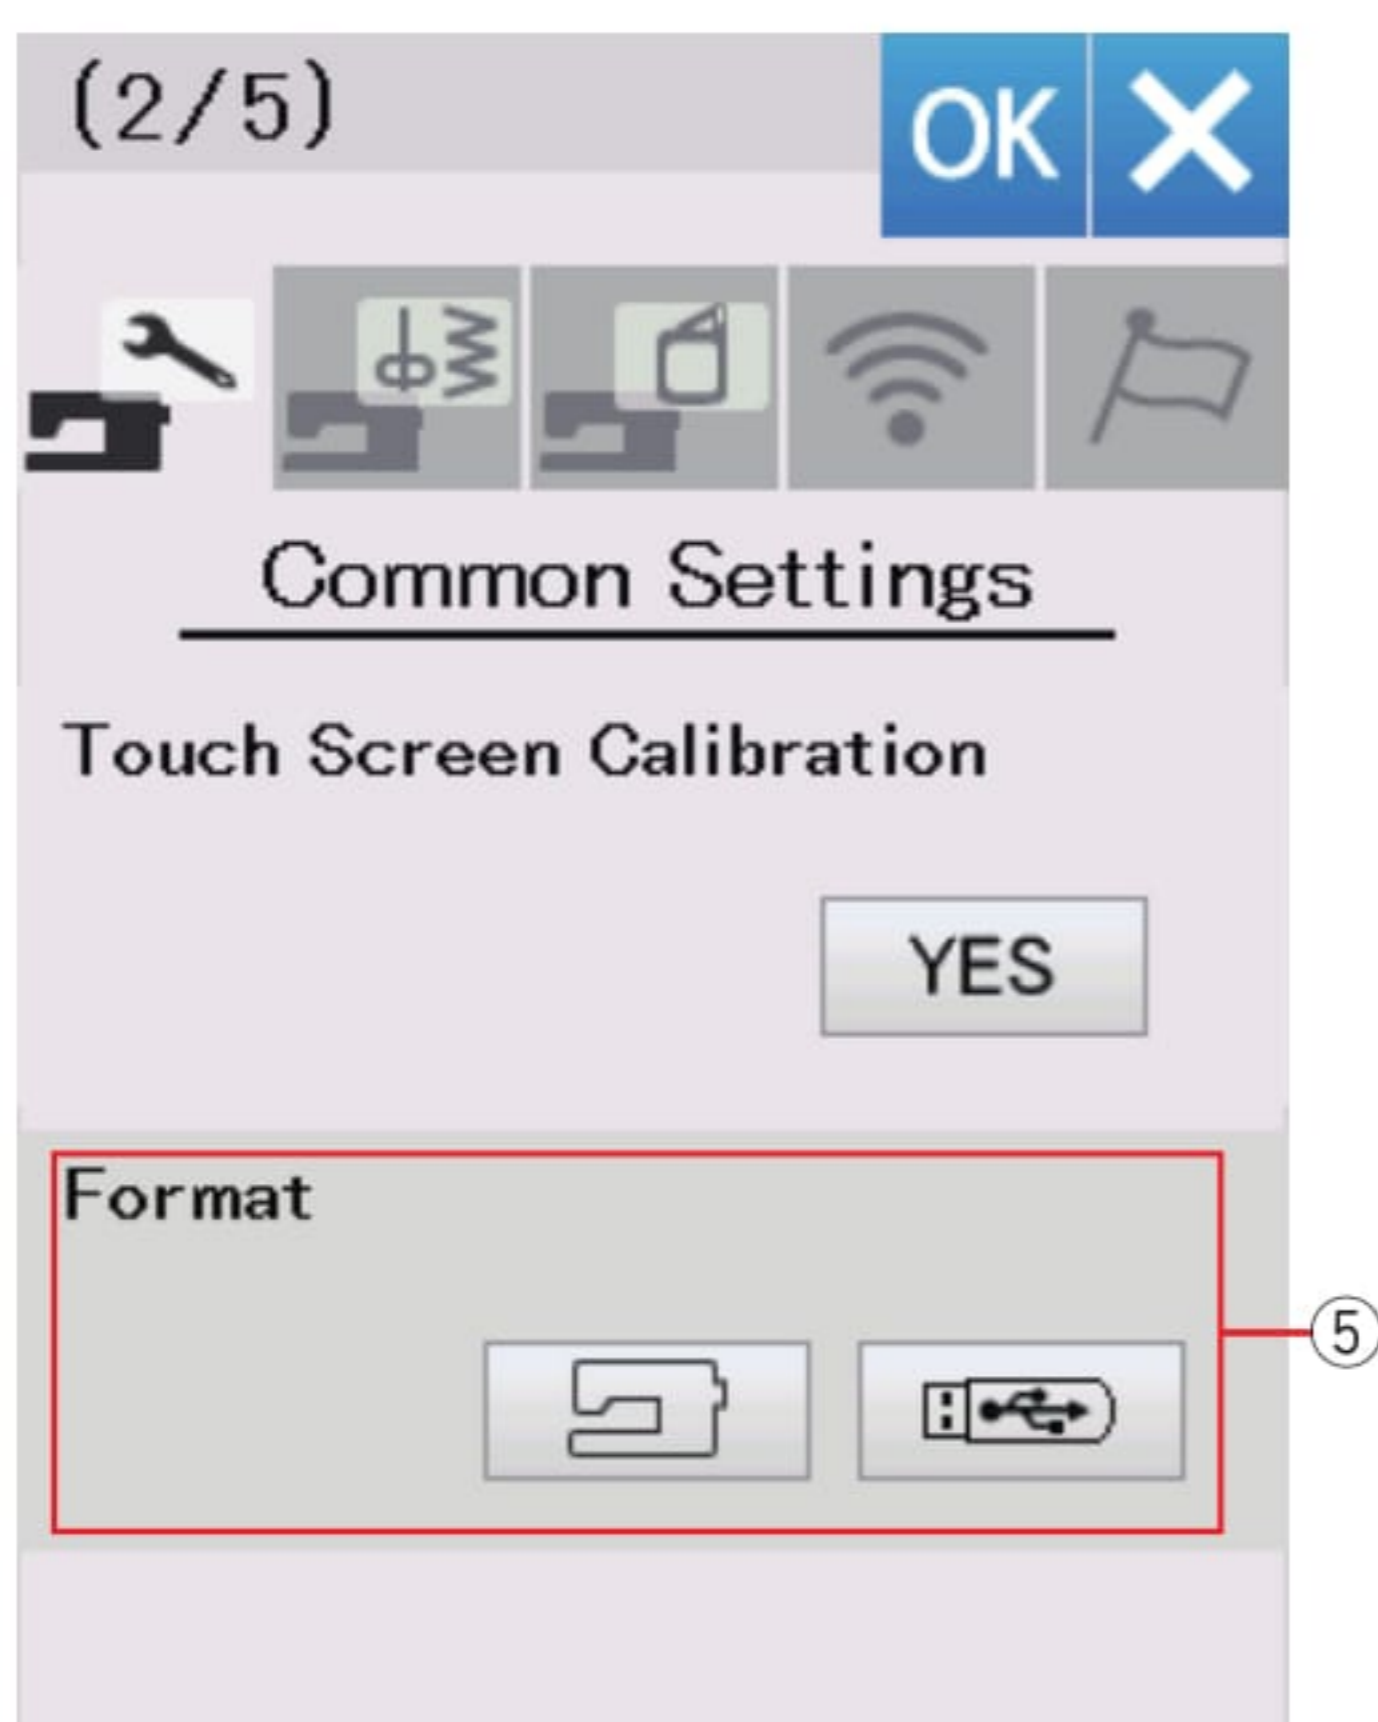 (2/5)
OK
Common Settings
Touch Screen Calibration
YES
Format
⑤